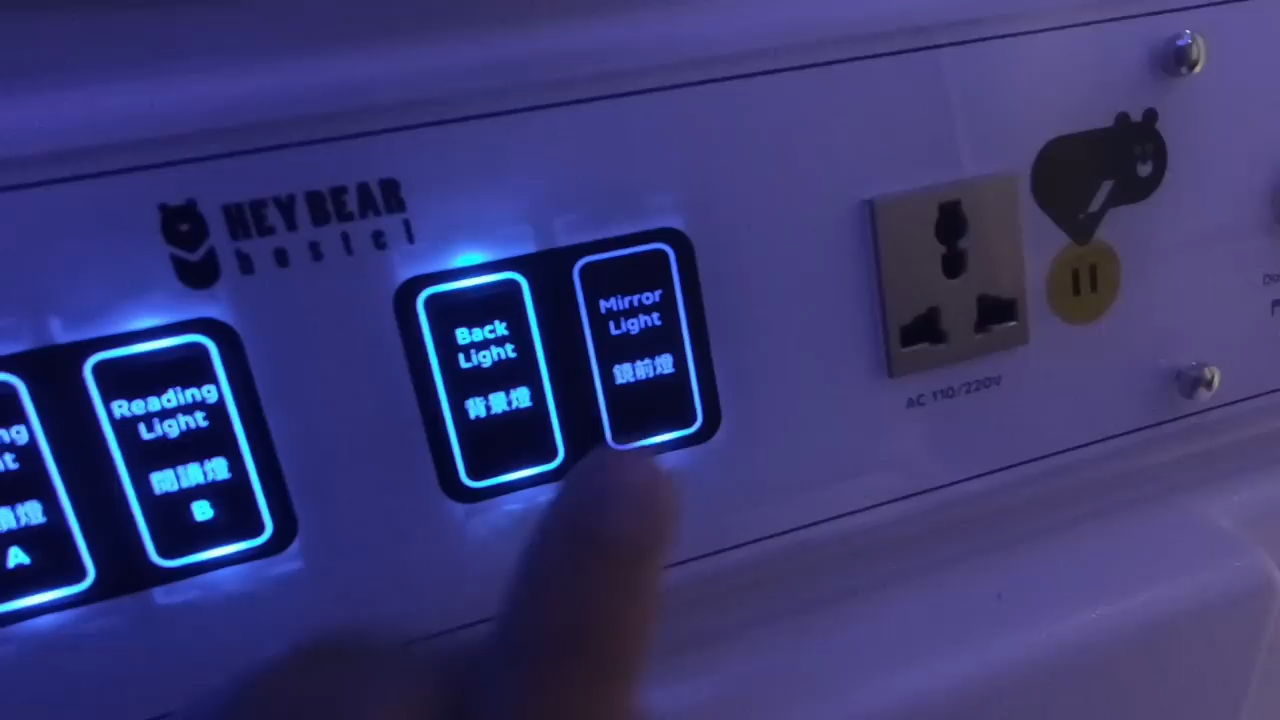 HEY BEAR
hostel
Reading
Light
閱讀燈
B
A
Back
Light
背景燈
Mirror
Light
鏡前燈
AC 110/220V